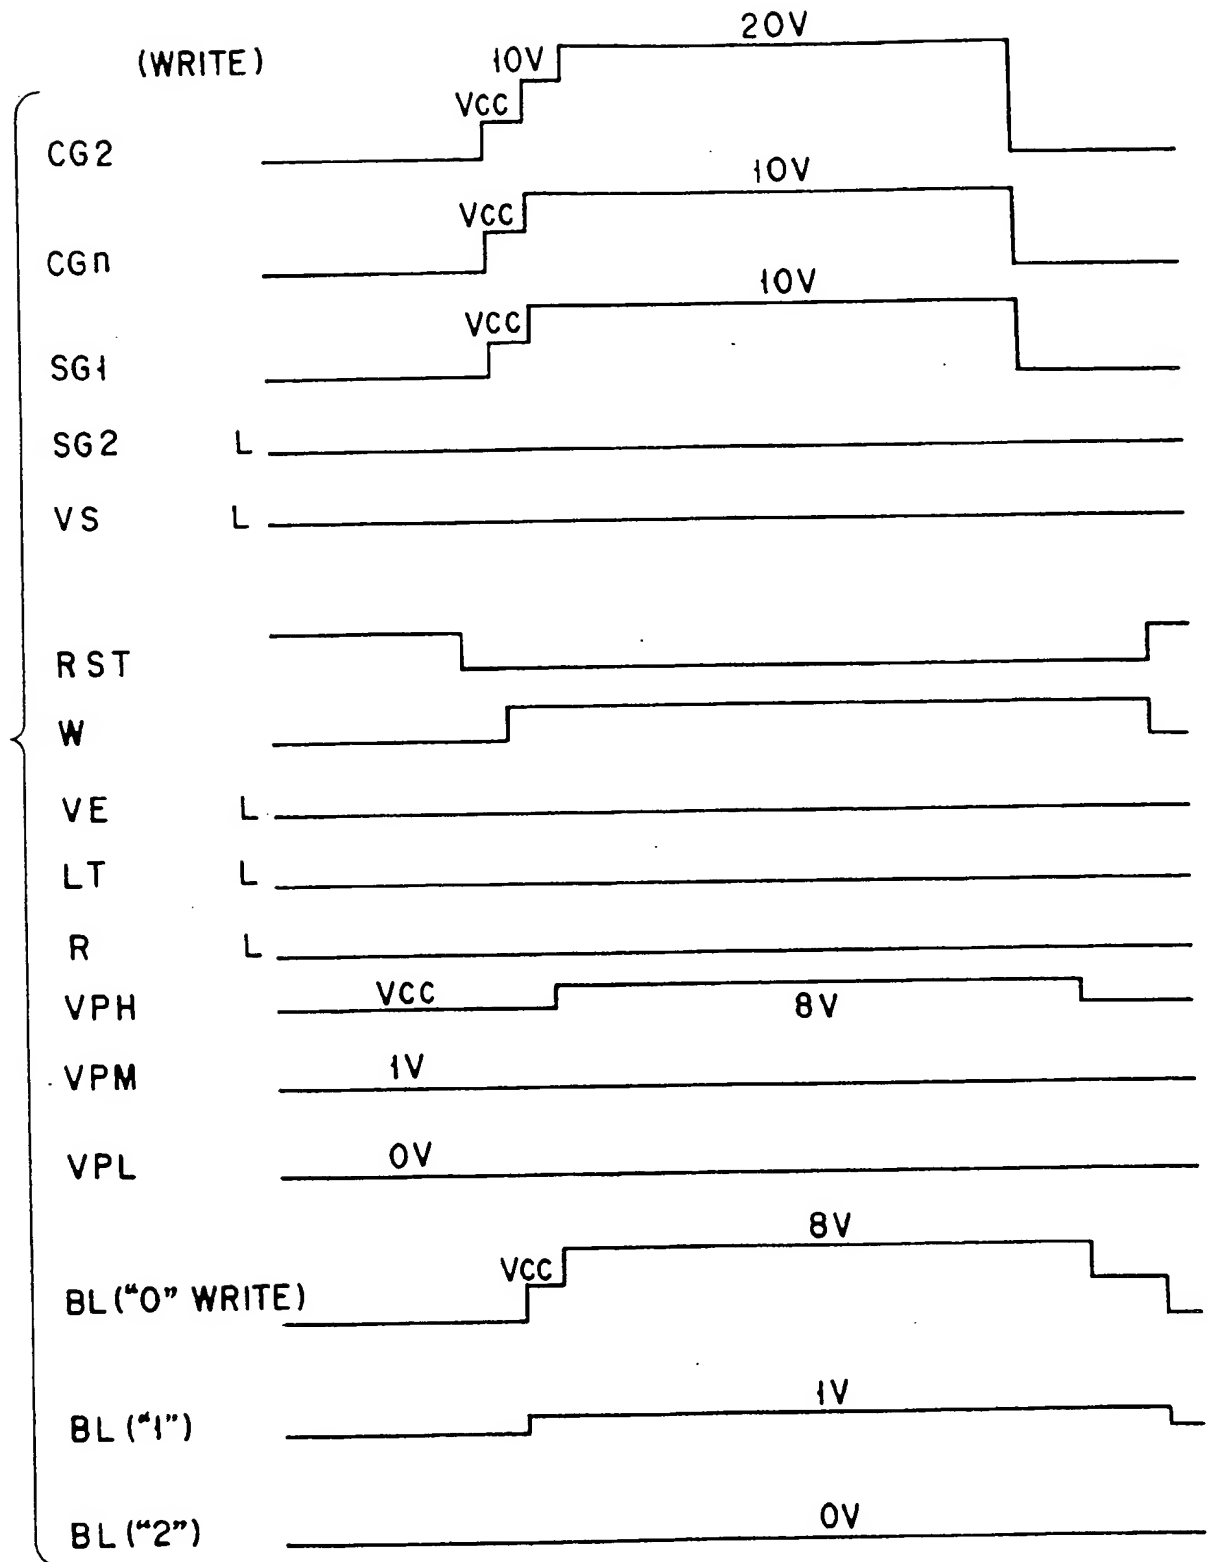 20V
(WRITE) 10V
VCC
CG2
10V
VCC
CGn
10V
VCC
SG1
SG2 L
VS L
RST
W
VE L
LT L
R L
VCC
VPH 8V
1V
VPM
0V
VPL
8V
VCC
BL("0" WRITE)
1V
BL("1")
0V
BL("2")